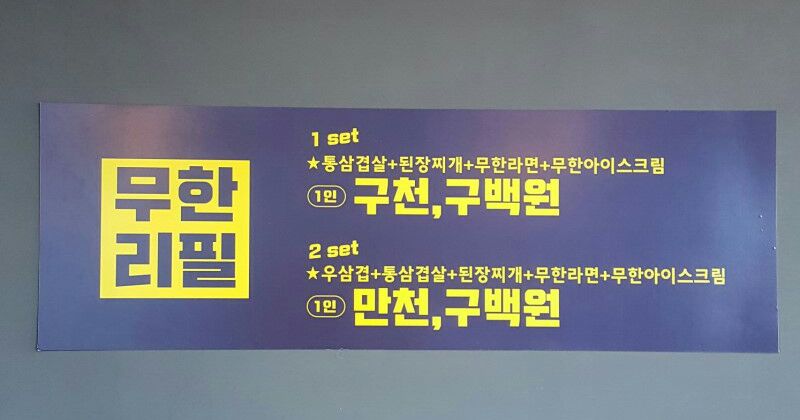 무한
리필
1 set
★통삼겹살+된장찌개+무한라면+무한아이스크림
1인 구천,구백원
2 set
★우삼겹+통삼겹살+된장찌개+무한라면+무한아이스크림
1인 만천,구백원